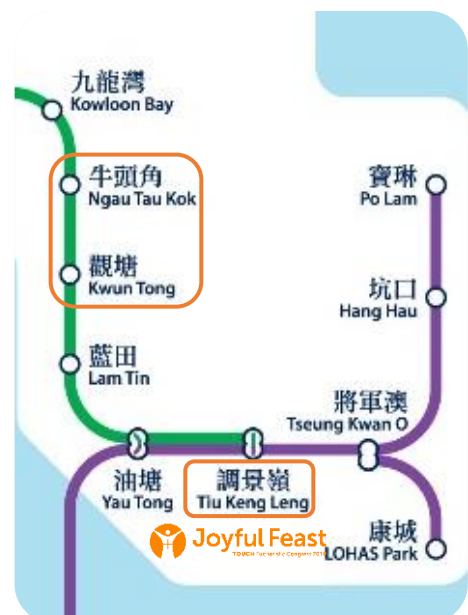 九龍灣
Kowloon Bay
牛頭角
Ngau Tau Kok
觀塘
Kwun Tong
藍田
Lam Tin
油塘
Yau Tong
調景嶺
Tiu Keng Leng
寶琳
Po Lam
坑口
Hang Hau
將軍澳
Tseung Kwan O
康城
LOHAS Park
Joyful Feast
TOUCH